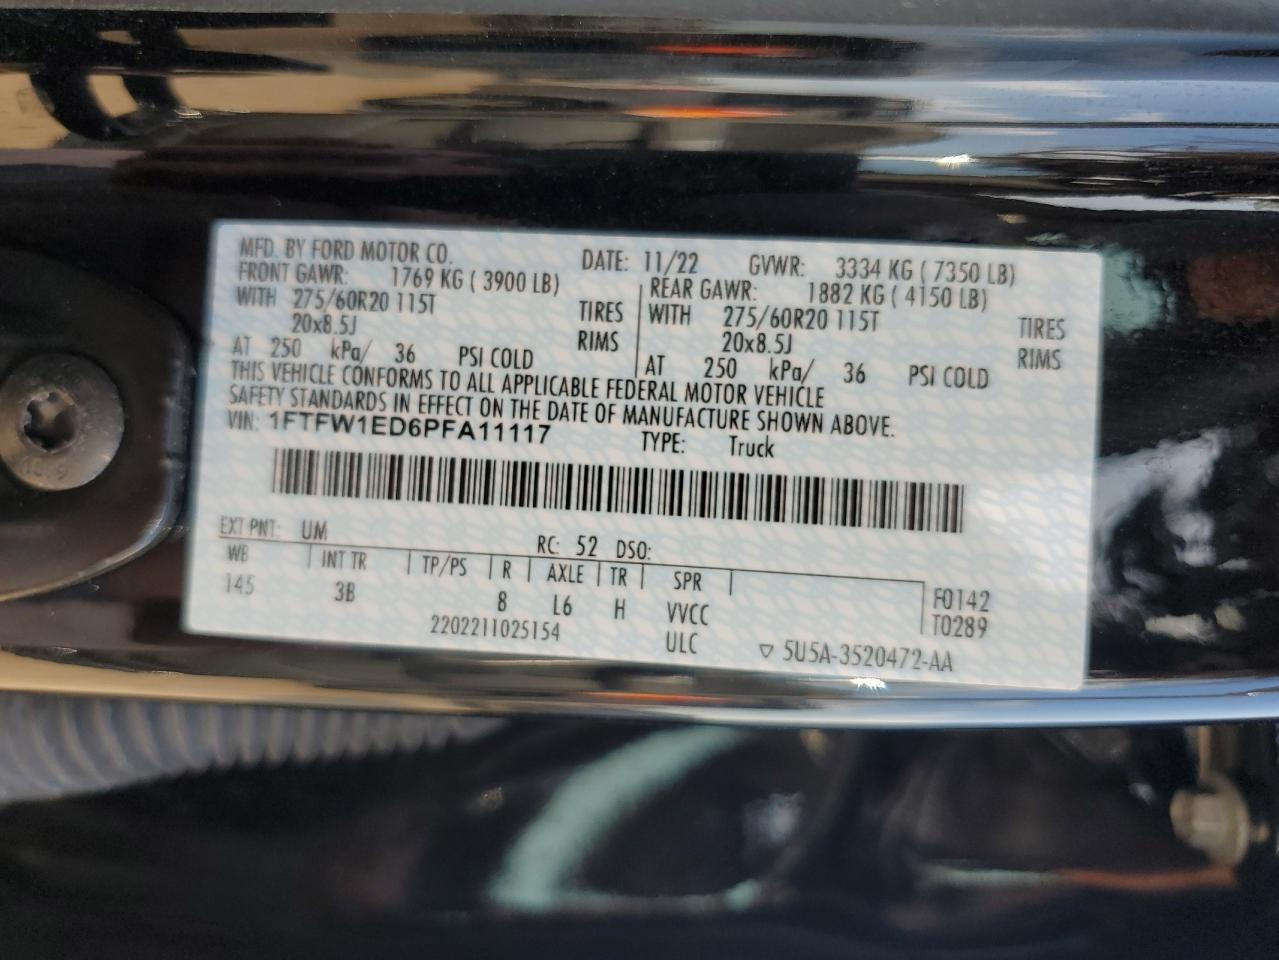 MFD. BY FORD MOTOR CO. DATE: 11/22 GVWR: 3334 KG ( 7350 LB)
FRONT GAWR: 1769 KG ( 3900 LB) REAR GAWR: 1882 KG ( 4150 LB)
WITH 275/60R20 115T TIRES WITH 275/60R20 115T TIRES
20x8.5J RIMS 20x8.5J RIMS
AT 250 kPa/ 36 PSI COLD AT 250 kPa/ 36 PSI COLD
THIS VEHICLE CONFORMS TO ALL APPLICABLE FEDERAL MOTOR VEHICLE
SAFETY STANDARDS IN EFFECT ON THE DATE OF MANUFACTURE SHOWN ABOVE.
VIN: 1FTFW1ED6PFA11117 TYPE: Truck
EXT PNT: UM RC: 52 DSO:
WB INT TR TP/PS R AXLE TR SPR
145 3B 8 L6 H VVCC F0142
2202211025154 ULC T0289
5U5A-3520472-AA